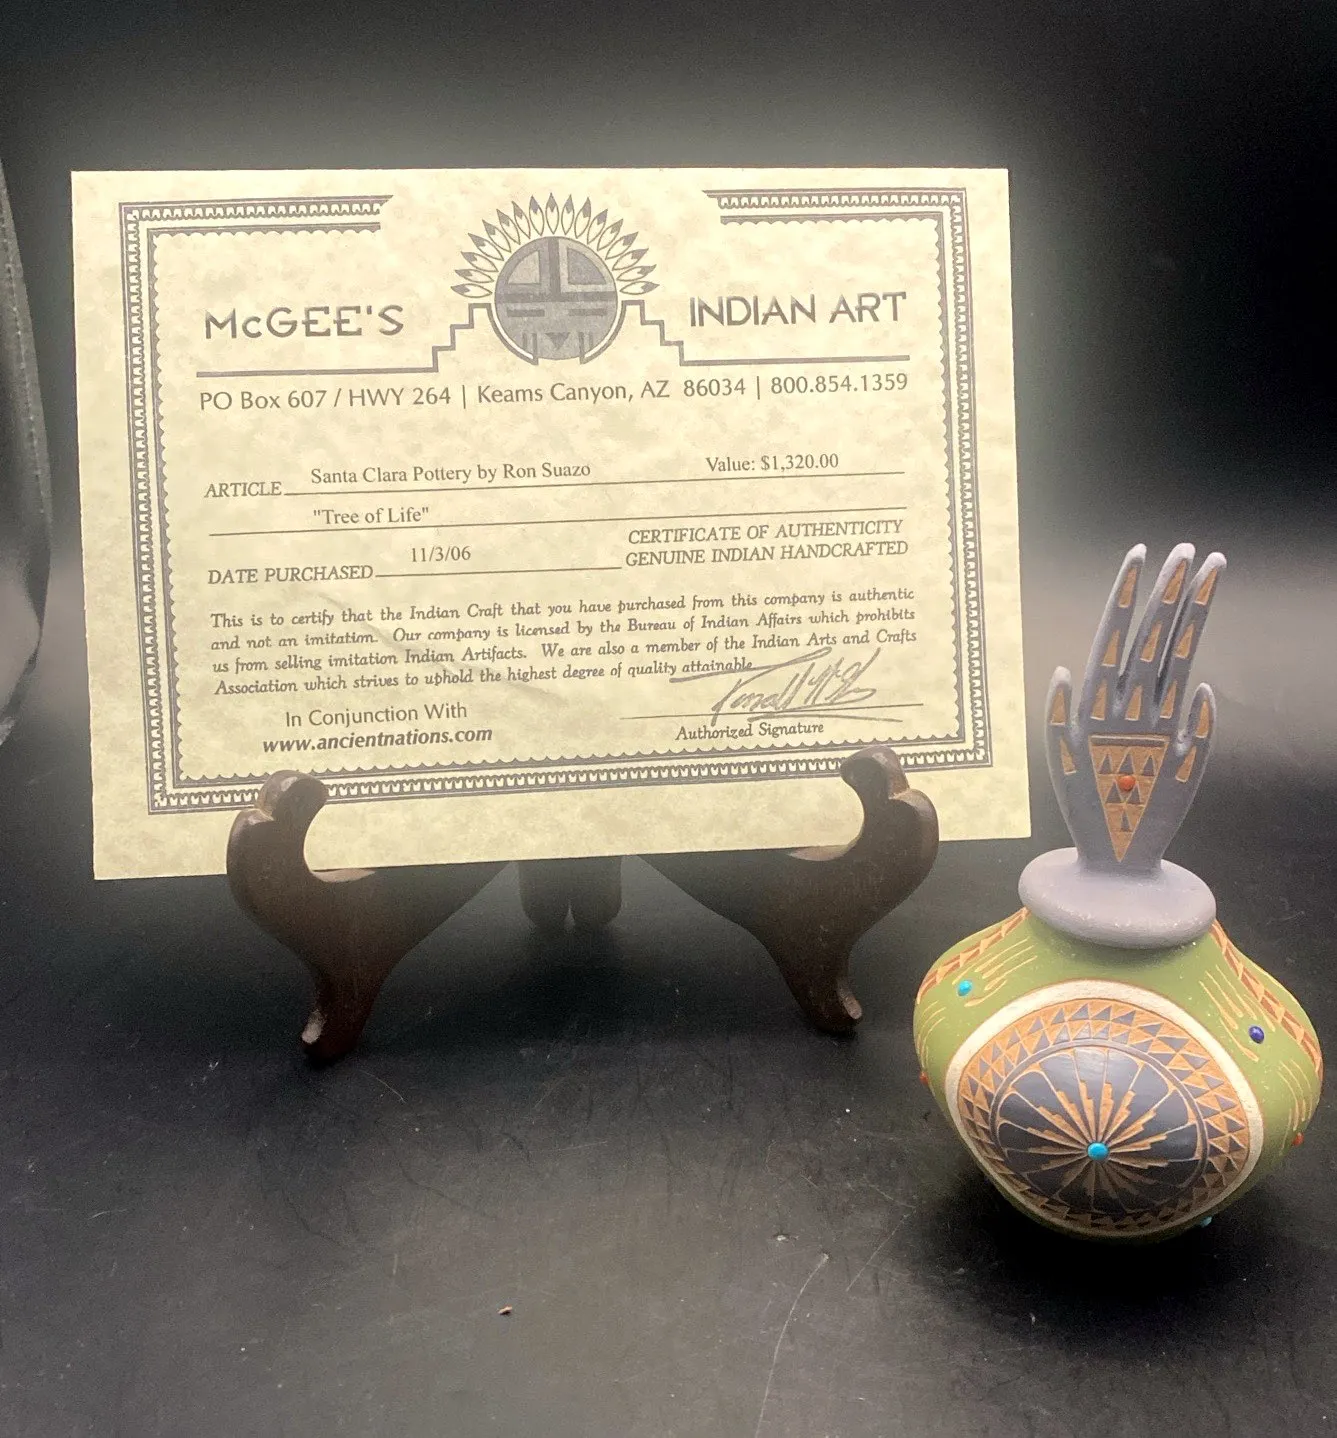 McGEE'S INDIAN ART
PO Box 607 / HWY 264 | Keams Canyon, AZ 86034 | 800.854.1359
ARTICLE Santa Clara Pottery by Ron Suazo Value: $1,320.00
"Tree of Life"
CERTIFICATE OF AUTHENTICITY
DATE PURCHASED 11/3/06 GENUINE INDIAN HANDCRAFTED
This is to certify that the Indian Craft that you have purchased from this company is authentic
and not an imitation. Our company is licensed by the Bureau of Indian Affairs which prohibits
us from selling imitation Indian Artifacts. We are also a member of the Indian Arts and Crafts
Association which strives to uphold the highest degree of quality attainable.
In Conjunction With
www.ancientnations.com
Authorized Signature